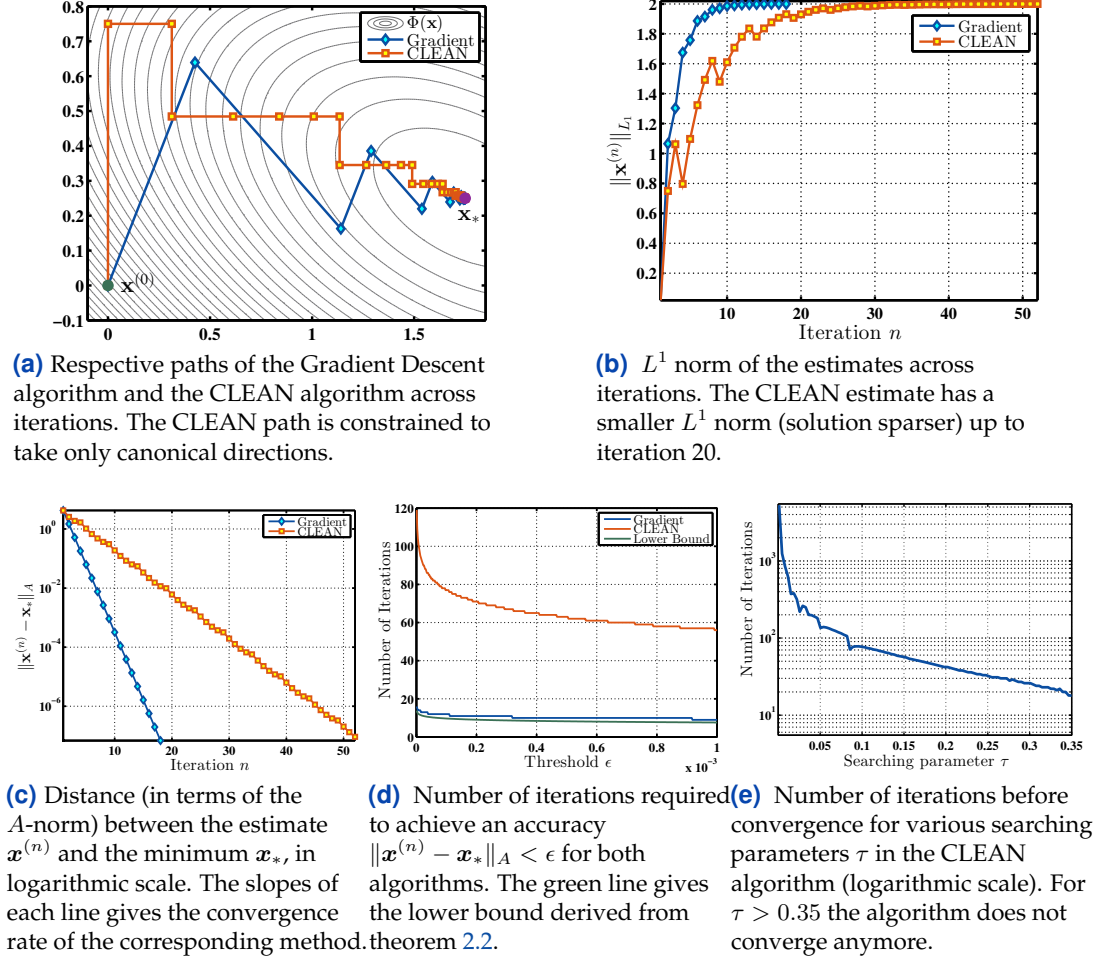 0.8
0.7
0.6
0.5
0.4
0.3
0.2
0.1
0
−0.1
0
0.5
1
1.5
Φ(x)
Gradient
CLEAN
x(0)
x*
2
1.8
1.6
1.4
1.2
1
0.8
0.6
0.4
0.2
10
20
30
40
50
‖x(n)‖L1
Iteration n
Gradient
CLEAN
(a) Respective paths of the Gradient Descent
algorithm and the CLEAN algorithm across
iterations. The CLEAN path is constrained to
take only canonical directions.
(b) L1 norm of the estimates across
iterations. The CLEAN estimate has a
smaller L1 norm (solution sparser) up to
iteration 20.
10^0
10^−2
10^−4
10^−6
10
20
30
40
50
‖x(n) − x*‖A
Iteration n
Gradient
CLEAN
120
100
80
60
40
20
0
0
0.2
0.4
0.6
0.8
1
x 10^−3
Number of Iterations
Threshold ϵ
Gradient
CLEAN
Lower Bound
10^3
10^2
10^1
0.05
0.1
0.15
0.2
0.25
0.3
0.35
Number of Iterations
Searching parameter τ
(c) Distance (in terms of the
A-norm) between the estimate
x(n) and the minimum x*, in
logarithmic scale. The slopes of
each line gives the convergence
rate of the corresponding method.
(d) Number of iterations required
to achieve an accuracy
‖x(n) − x*‖A < ϵ for both
algorithms. The green line gives
the lower bound derived from
theorem 2.2.
(e) Number of iterations before
convergence for various searching
parameters τ in the CLEAN
algorithm (logarithmic scale). For
τ > 0.35 the algorithm does not
converge anymore.